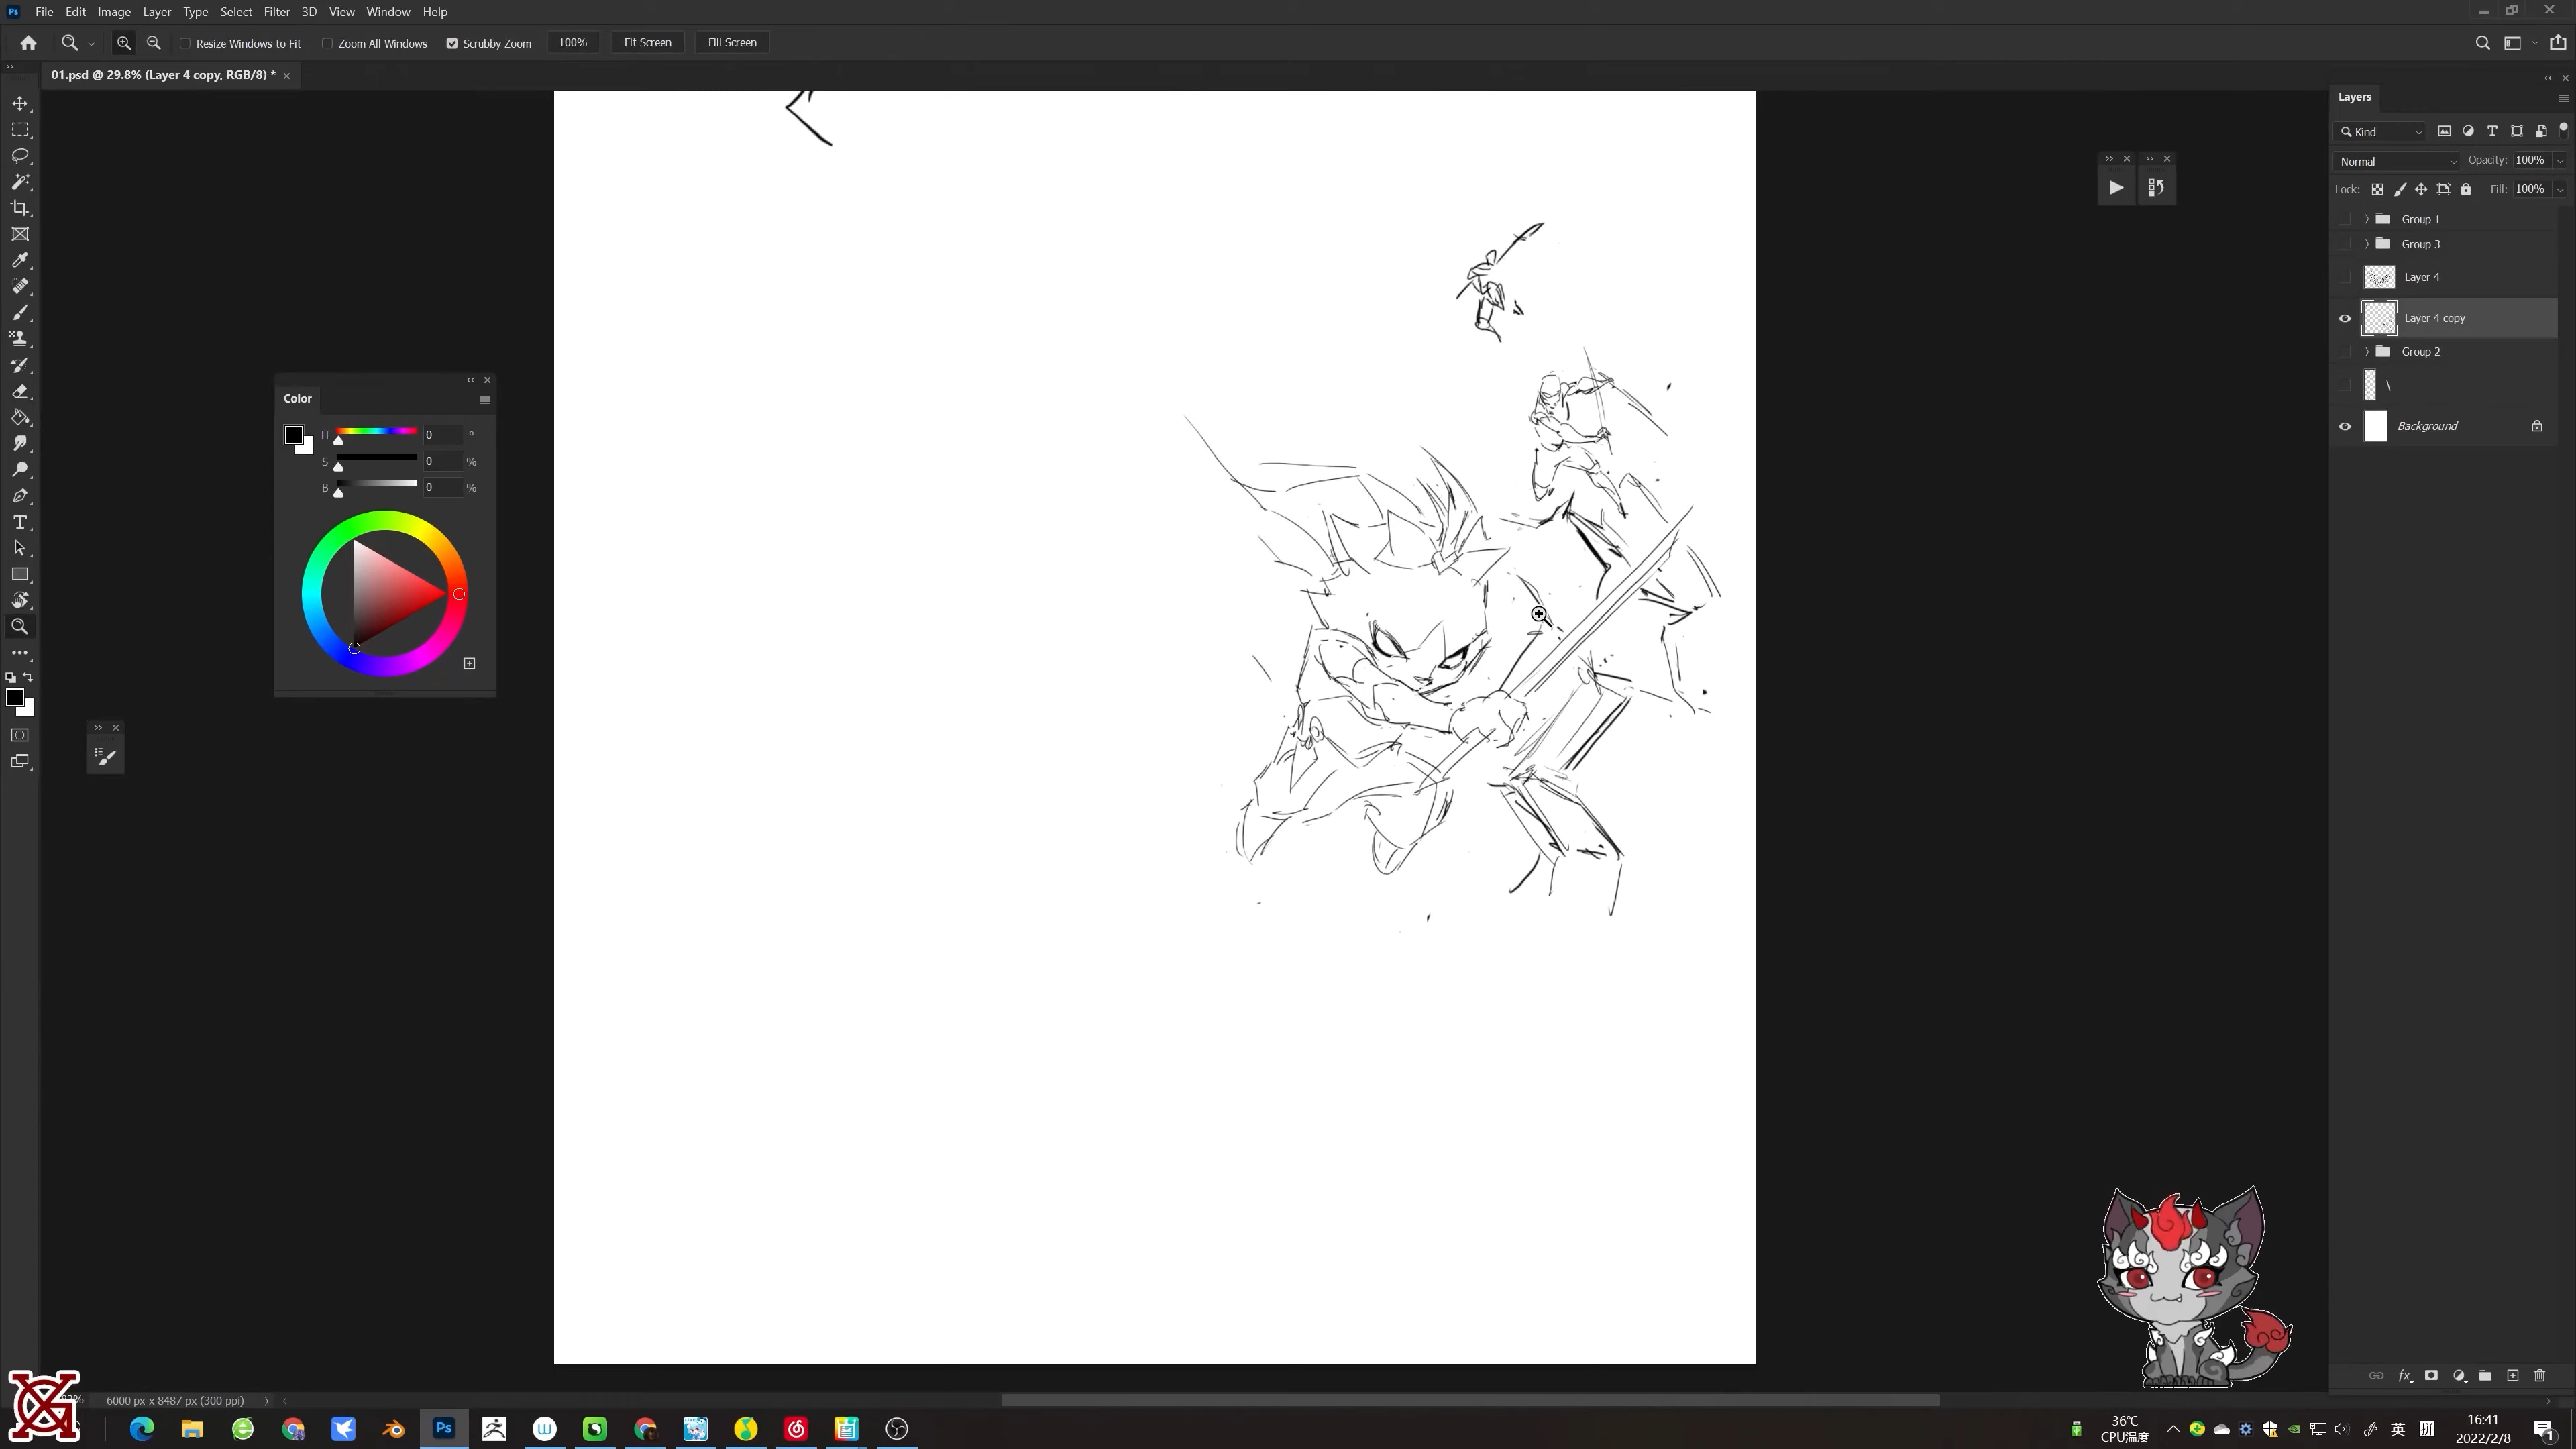 Ps File Edit Image Layer Type Select Filter 3D View Window Help
Resize Windows to Fit Zoom All Windows Scrubby Zoom 100% Fit Screen Fill Screen
01.psd @ 29.8% (Layer 4 copy, RGB/8) *
Layers
Kind
Normal Opacity: 100%
Lock: Fill: 100%
Group 1
Group 3
Layer 4
Layer 4 copy
Group 2
\
Background
Color
H 0 °
S 0 %
B 0 %
6000 px x 8487 px (300 ppi)
Ps
36℃
CPU温度
英
拼
16:41
2022/2/8
1